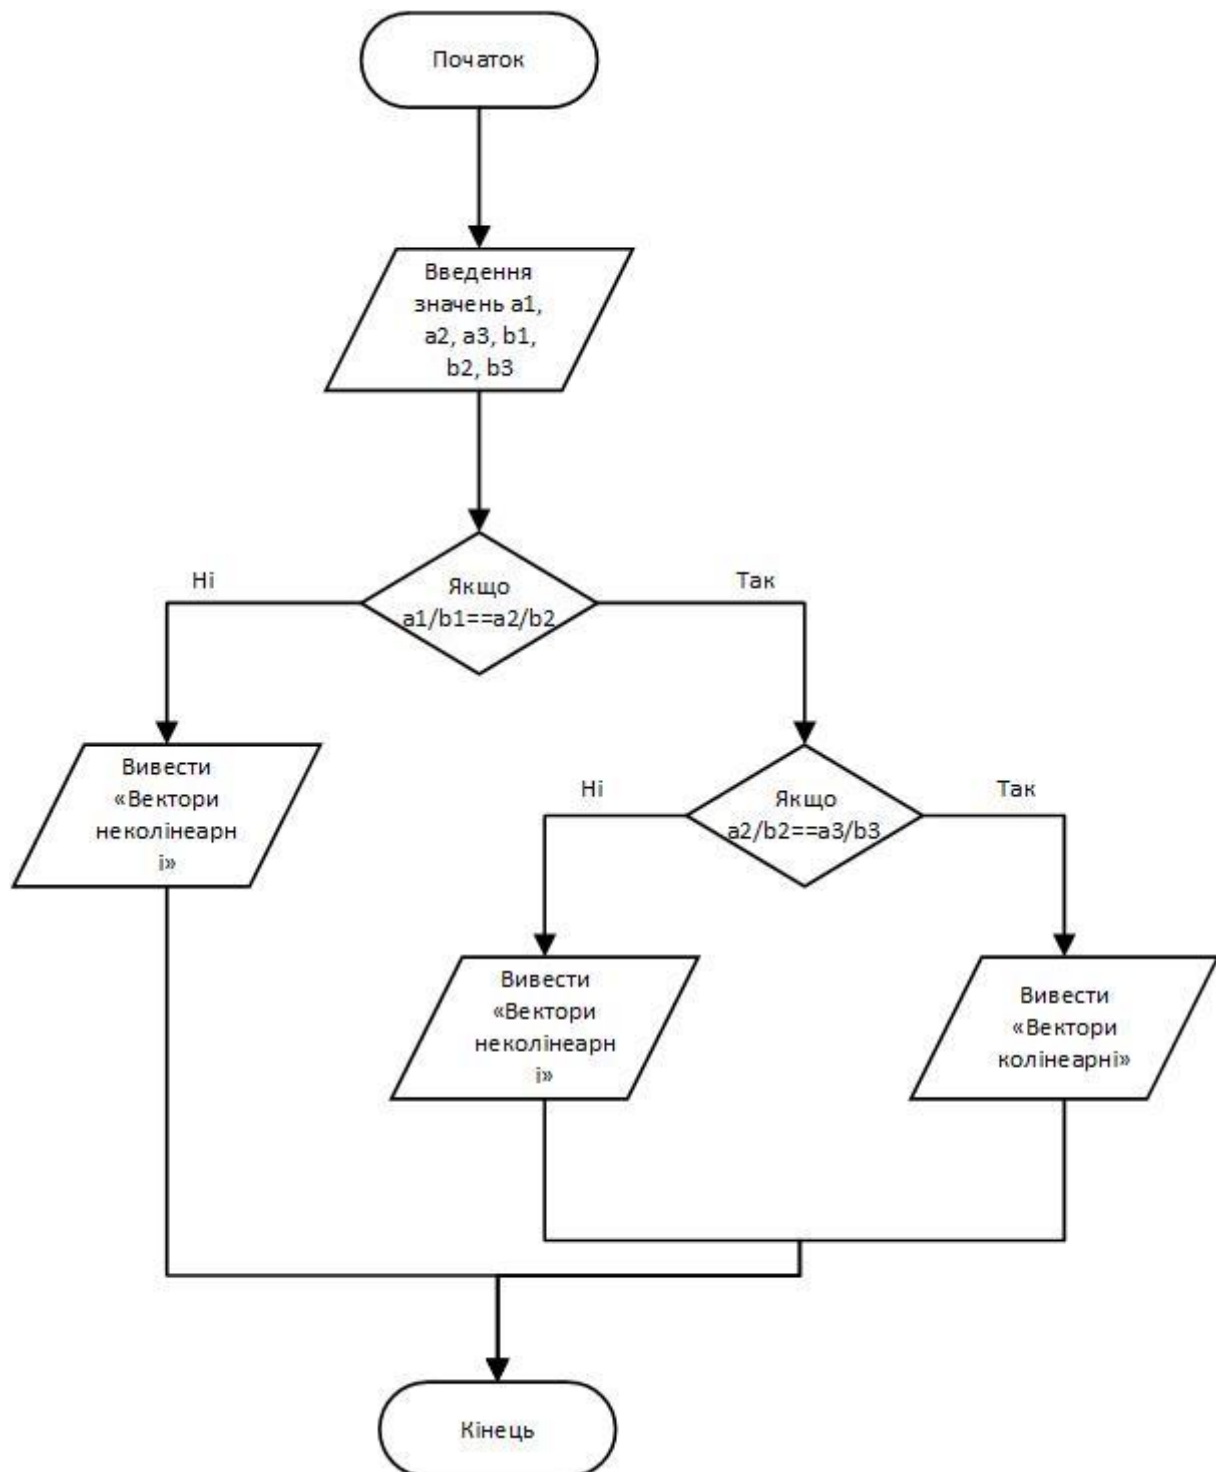 Початок
Введення
значень a1,
a2, a3, b1,
b2, b3
Ні
Якщо
a1/b1==a2/b2
Так
Вивести
«Вектори
неколінеарн
і»
Ні
Якщо
a2/b2==a3/b3
Так
Вивести
«Вектори
неколінеарн
і»
Вивести
«Вектори
колінеарні»
Кінець